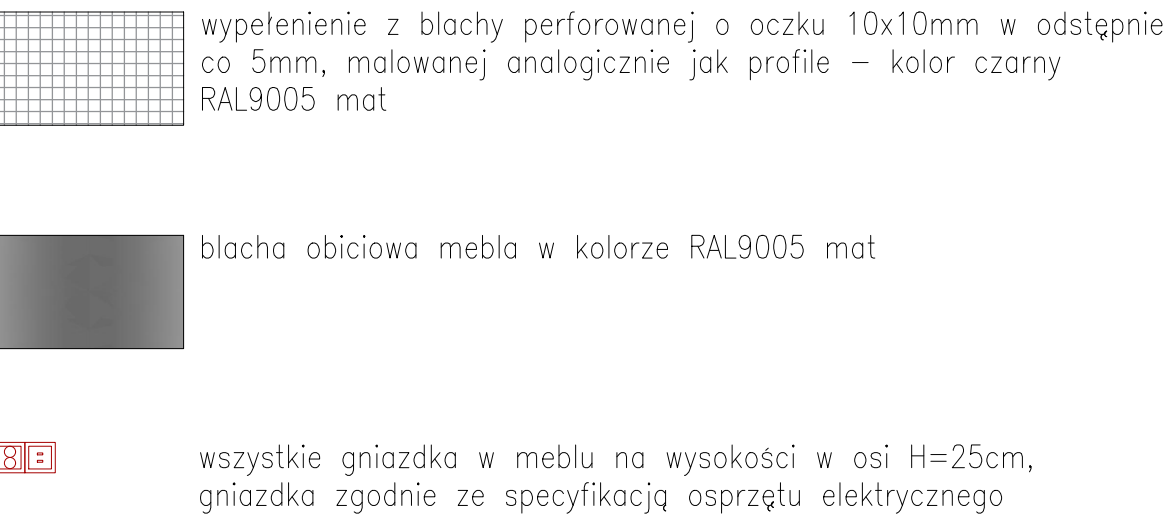 wypełenienie z blachy perforowanej o oczku 10x10mm w odstępnie
co 5mm, malowanej analogicznie jak profile – kolor czarny
RAL9005 mat
blacha obiciowa mebla w kolorze RAL9005 mat
8
wszystkie gniazdka w meblu na wysokości w osi H=25cm,
gniazdka zgodnie ze specyfikacją osprzętu elektrycznego